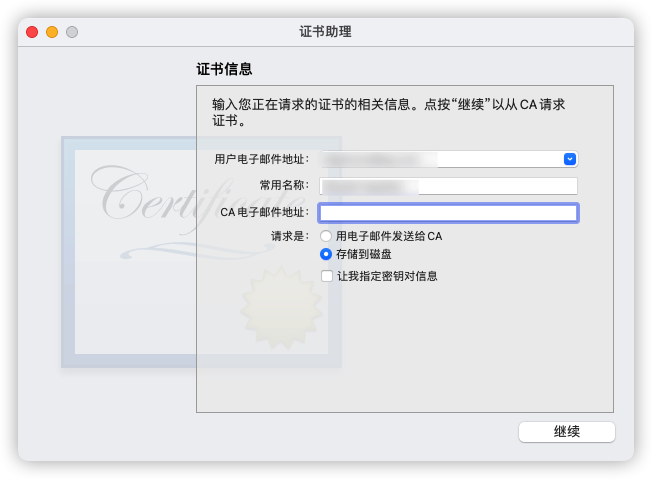 证书助理
证书信息
输入您正在请求的证书的相关信息。点按“继续”以从 CA 请求
证书。
用户电子邮件地址：
常用名称：
CA 电子邮件地址：
请求是：
用电子邮件发送给 CA
存储到磁盘
让我指定密钥对信息
Certificate
继续